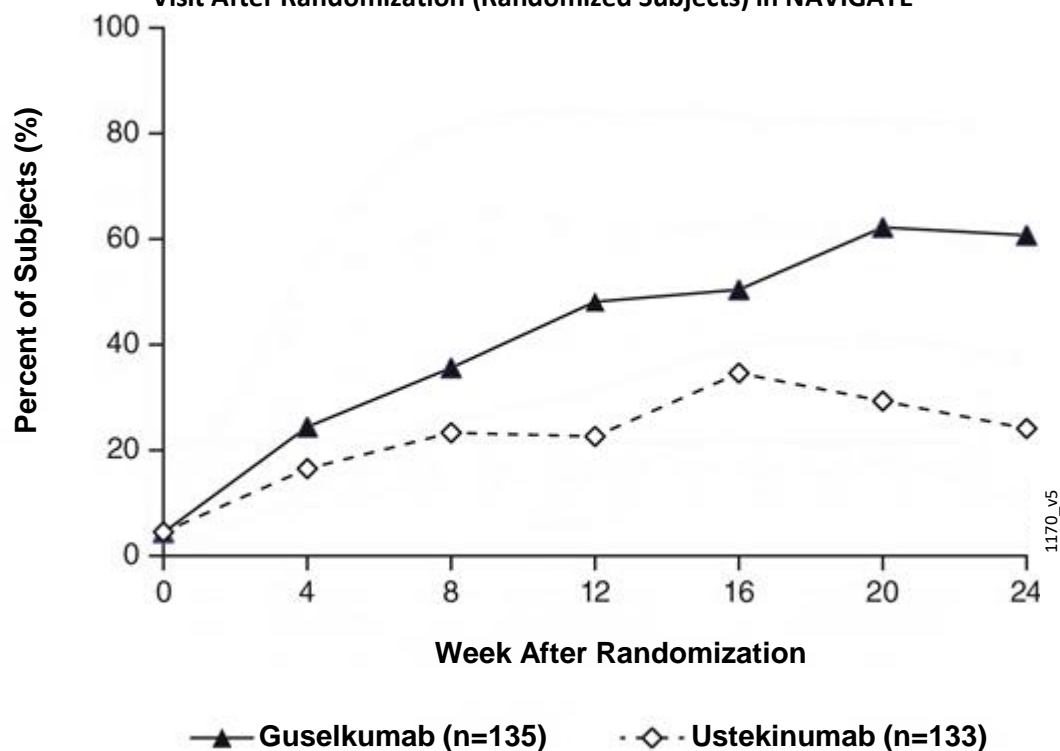 Visit After Randomization (Randomized Subjects) in NAVIGATE
100
80
60
40
20
0
Percent of Subjects (%)
0 4 8 12 16 20 24
Week After Randomization
Guselkumab (n=135) Ustekinumab (n=133)
1170_v5